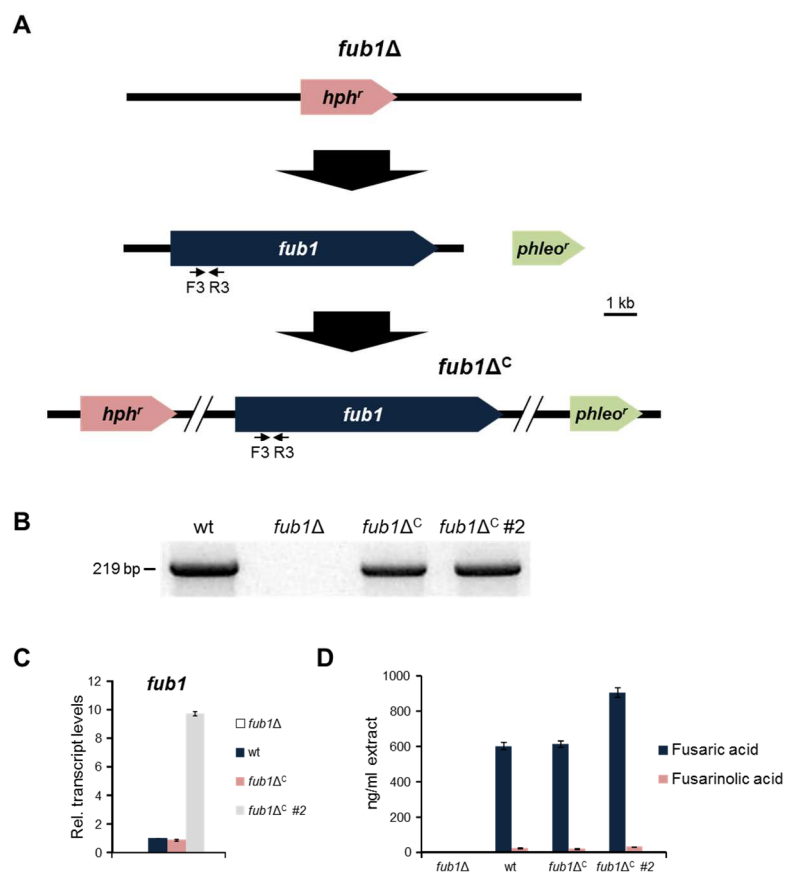 A
fub1Δ
hphʳ
fub1
phleoʳ
F3 R3
1 kb
fub1Δᶜ
hphʳ
fub1
phleoʳ
F3 R3
B
wt fub1Δ fub1Δᶜ fub1Δᶜ #2
219 bp
C
fub1
Rel. transcript levels
12
10
8
6
4
2
0
fub1Δ
wt
fub1Δᶜ
fub1Δᶜ #2
D
ng/ml extract
1000
800
600
400
200
0
fub1Δ wt fub1Δᶜ fub1Δᶜ #2
Fusaric acid
Fusarinolic acid